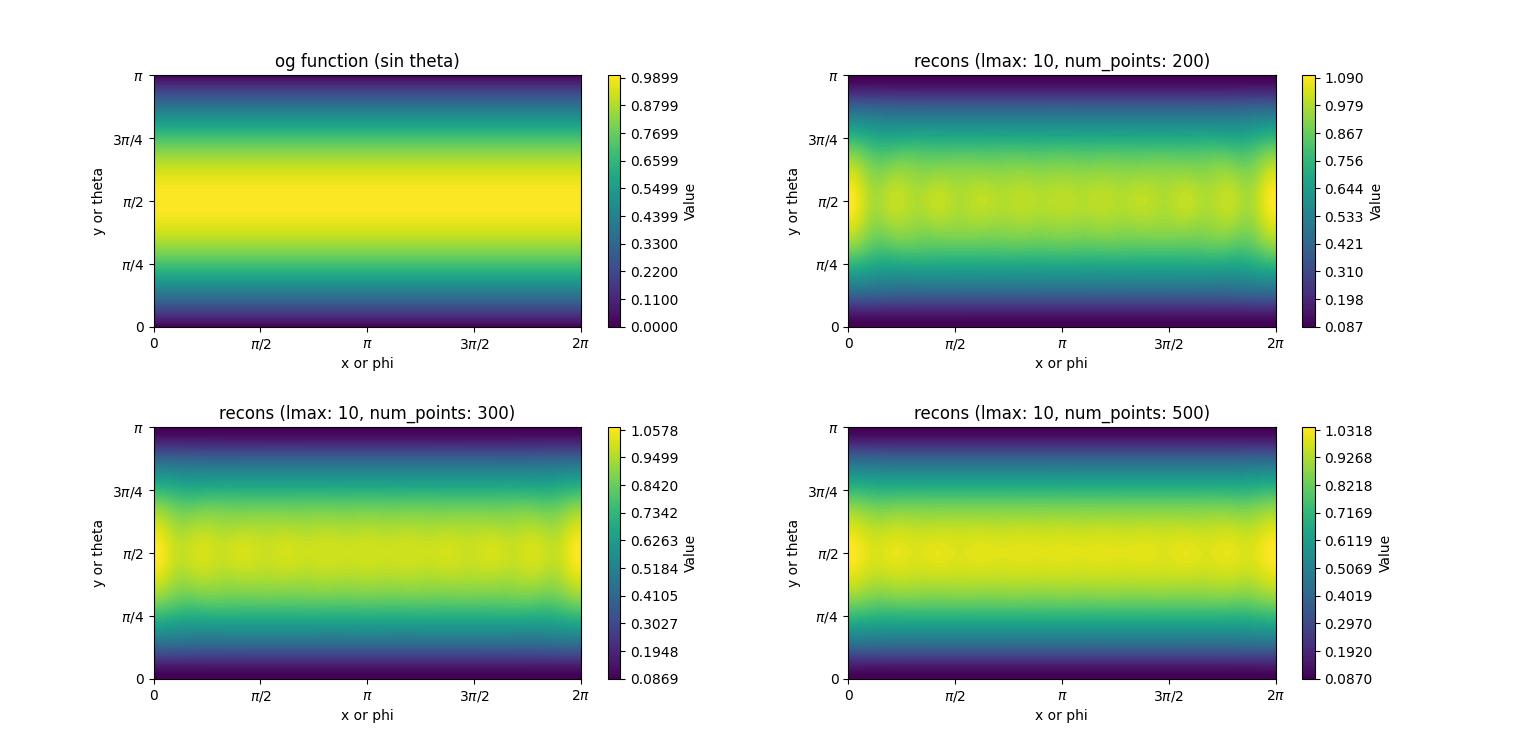 og function (sin theta)
π
3π/4
π/2
π/4
0
y or theta
0
π/2
π
3π/2
2π
x or phi
0.9899
0.8799
0.7699
0.6599
0.5499
0.4399
0.3300
0.2200
0.1100
0.0000
Value
recons (lmax: 10, num_points: 200)
π
3π/4
π/2
π/4
0
y or theta
0
π/2
π
3π/2
2π
x or phi
1.090
0.979
0.867
0.756
0.644
0.533
0.421
0.310
0.198
0.087
Value
recons (lmax: 10, num_points: 300)
π
3π/4
π/2
π/4
0
y or theta
0
π/2
π
3π/2
2π
x or phi
1.0578
0.9499
0.8420
0.7342
0.6263
0.5184
0.4105
0.3027
0.1948
0.0869
Value
recons (lmax: 10, num_points: 500)
π
3π/4
π/2
π/4
0
y or theta
0
π/2
π
3π/2
2π
x or phi
1.0318
0.9268
0.8218
0.7169
0.6119
0.5069
0.4019
0.2970
0.1920
0.0870
Value